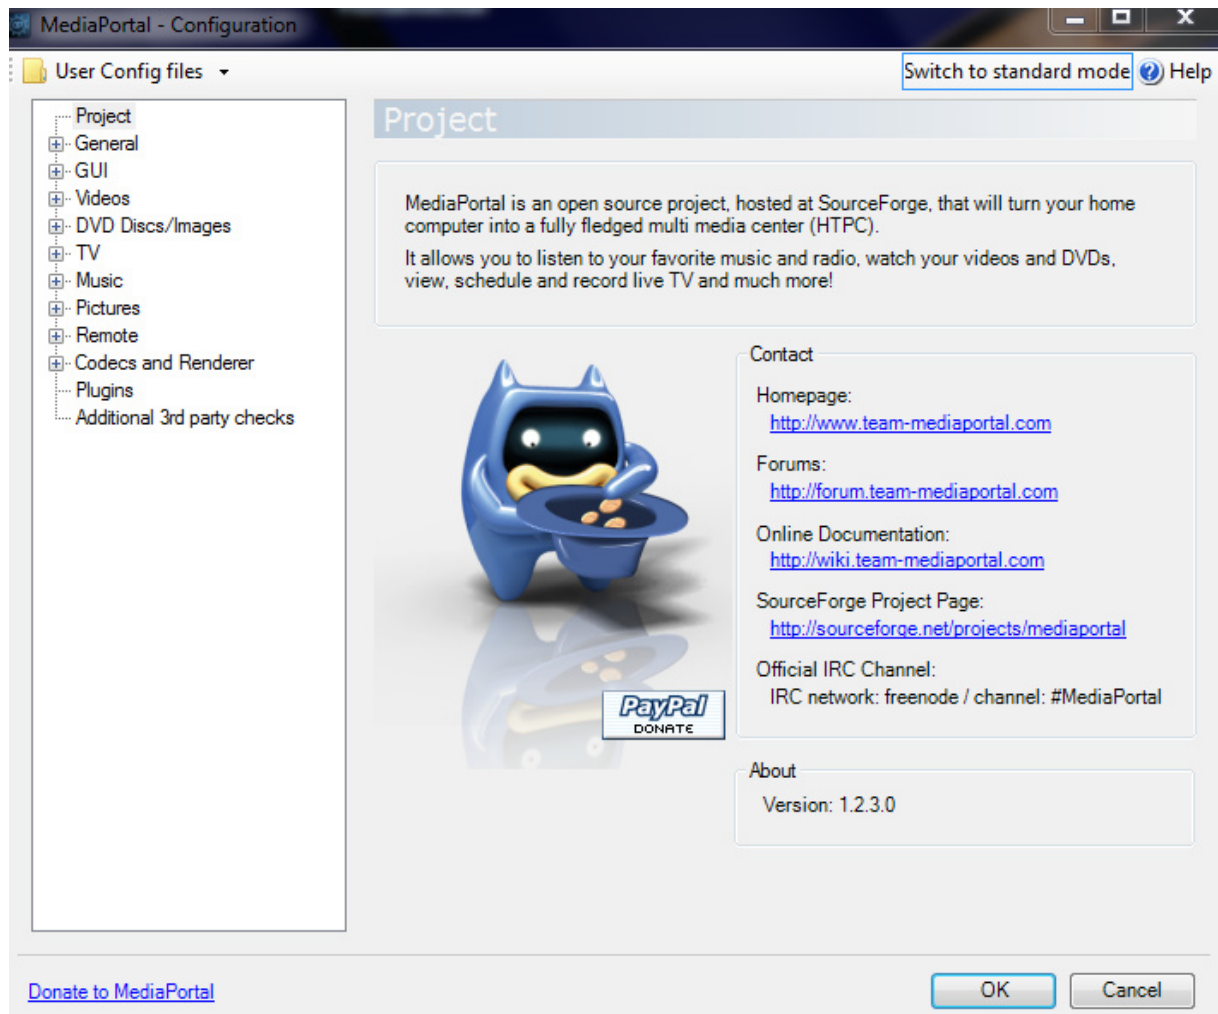 MediaPortal - Configuration
User Config files
Switch to standard mode
Help
Project
General
GUI
Videos
DVD Discs/Images
TV
Music
Pictures
Remote
Codecs and Renderer
Plugins
Additional 3rd party checks
Project
MediaPortal is an open source project, hosted at SourceForge, that will turn your home
computer into a fully fledged multi media center (HTPC).
It allows you to listen to your favorite music and radio, watch your videos and DVDs,
view, schedule and record live TV and much more!
PayPal
DONATE
Contact
Homepage:
http://www.team-mediaportal.com
Forums:
http://forum.team-mediaportal.com
Online Documentation:
http://wiki.team-mediaportal.com
SourceForge Project Page:
http://sourceforge.net/projects/mediaportal
Official IRC Channel:
IRC network: freenode / channel: #MediaPortal
About
Version: 1.2.3.0
Donate to MediaPortal
OK
Cancel